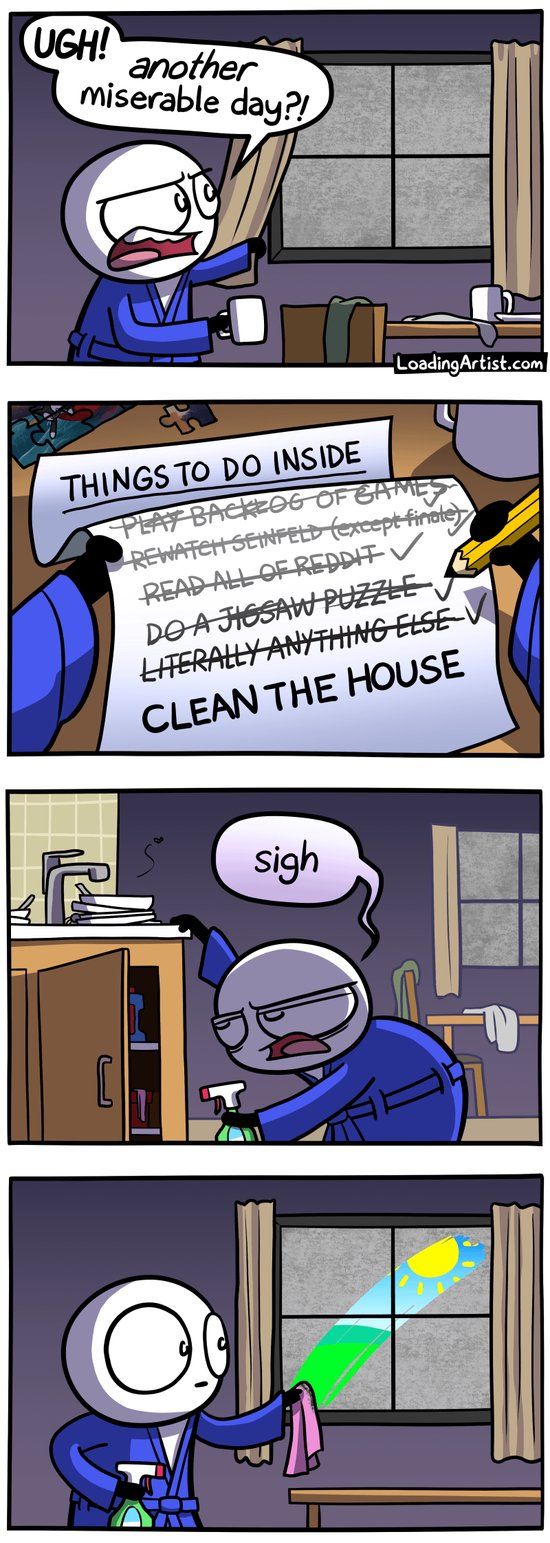 UGH!
another
miserable day?!
LoadingArtist.com
THINGS TO DO INSIDE
PLAY BACKLOG OF GAMES
REWATCH SEINFELD (except finale)
READ ALL OF REDDIT
DO A JIGSAW PUZZLE
LITERALLY ANYTHING ELSE
CLEAN THE HOUSE
sigh